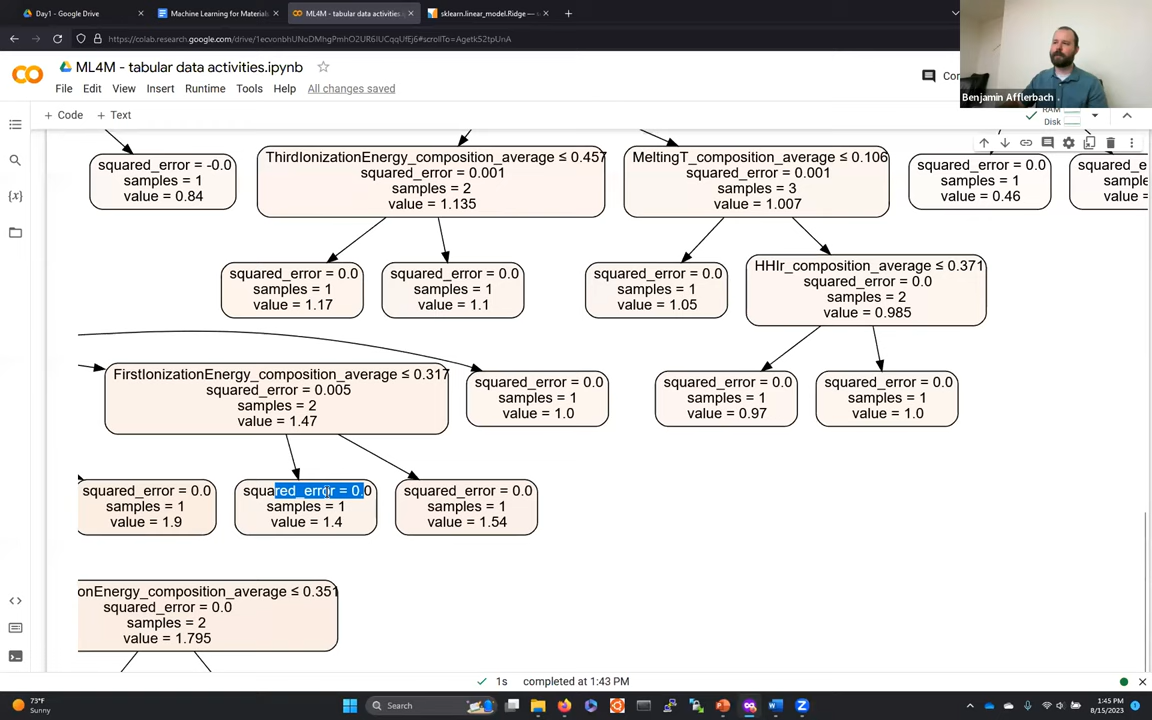 Day1 - Google Drive
Machine Learning for Material
ML4M - tabular data activities
sklearn.linear_model.Ridge —
https://colab.research.google.com/drive/
ML4M - tabular data activities.ipynb
File Edit View Insert Runtime Tools Help All changes saved
Benjamin Afflerbach
RAM
Disk
+ Code + Text
squared_error = -0.0
samples = 1
value = 0.84
ThirdIonizationEnergy_composition_average ≤ 0.457
squared_error = 0.001
samples = 2
value = 1.135
MeltingT_composition_average ≤ 0.106
squared_error = 0.001
samples = 3
value = 1.007
squared_error = 0.0
samples = 1
value = 0.46
squared_e
sample
value =
squared_error = 0.0
samples = 1
value = 1.17
squared_error = 0.0
samples = 1
value = 1.1
squared_error = 0.0
samples = 1
value = 1.05
HHIr_composition_average ≤ 0.371
squared_error = 0.0
samples = 2
value = 0.985
FirstIonizationEnergy_composition_average ≤ 0.317
squared_error = 0.005
samples = 2
value = 1.47
squared_error = 0.0
samples = 1
value = 1.0
squared_error = 0.0
samples = 1
value = 0.97
squared_error = 0.0
samples = 1
value = 1.0
squared_error = 0.0
samples = 1
value = 1.9
squared_error = 0.0
samples = 1
value = 1.4
squared_error = 0.0
samples = 1
value = 1.54
onEnergy_composition_average ≤ 0.351
squared_error = 0.0
samples = 2
value = 1.795
1s completed at 1:43 PM
73°F
Sunny
Search
1:45 PM
8/15/2023